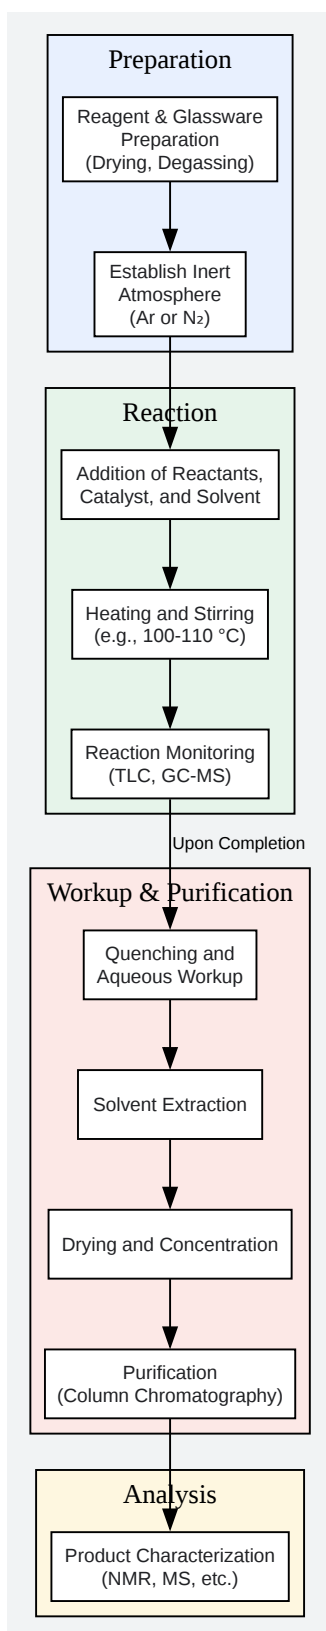 Preparation
Reagent & Glassware
Preparation
(Drying, Degassing)
Establish Inert
Atmosphere
(Ar or N₂)
Reaction
Addition of Reactants,
Catalyst, and Solvent
Heating and Stirring
(e.g., 100-110 °C)
Reaction Monitoring
(TLC, GC-MS)
Upon Completion
Workup & Purification
Quenching and
Aqueous Workup
Solvent Extraction
Drying and Concentration
Purification
(Column Chromatography)
Analysis
Product Characterization
(NMR, MS, etc.)